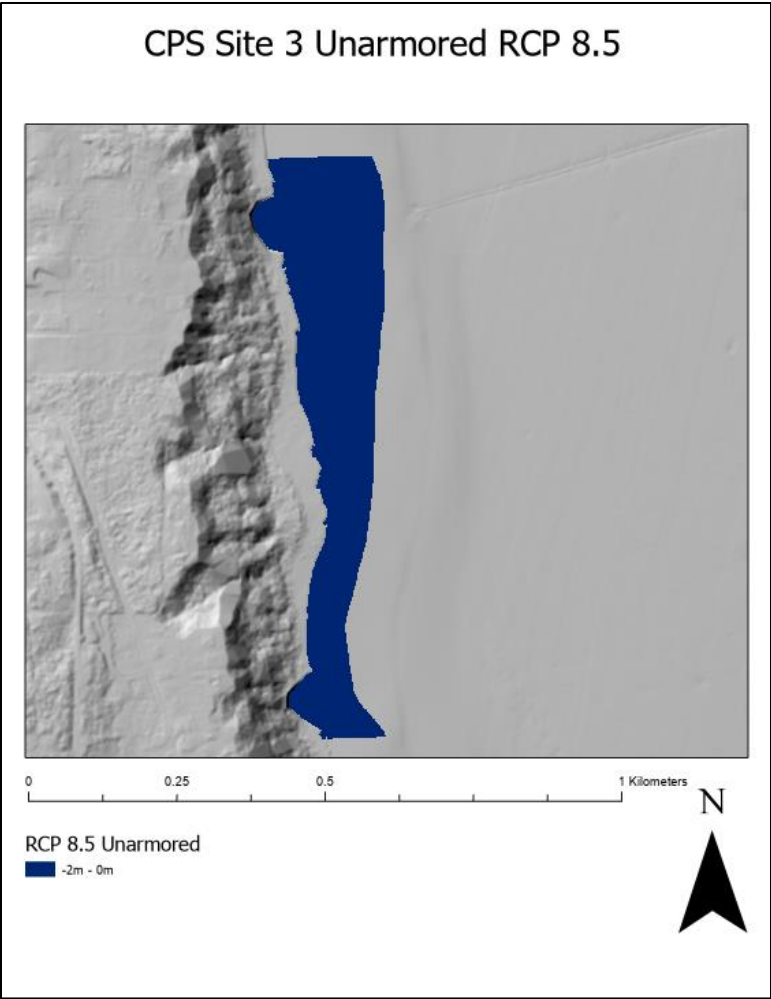 CPS Site 3 Unarmored RCP 8.5
0 0.25 0.5 1 Kilometers
N
RCP 8.5 Unarmored
-2m - 0m